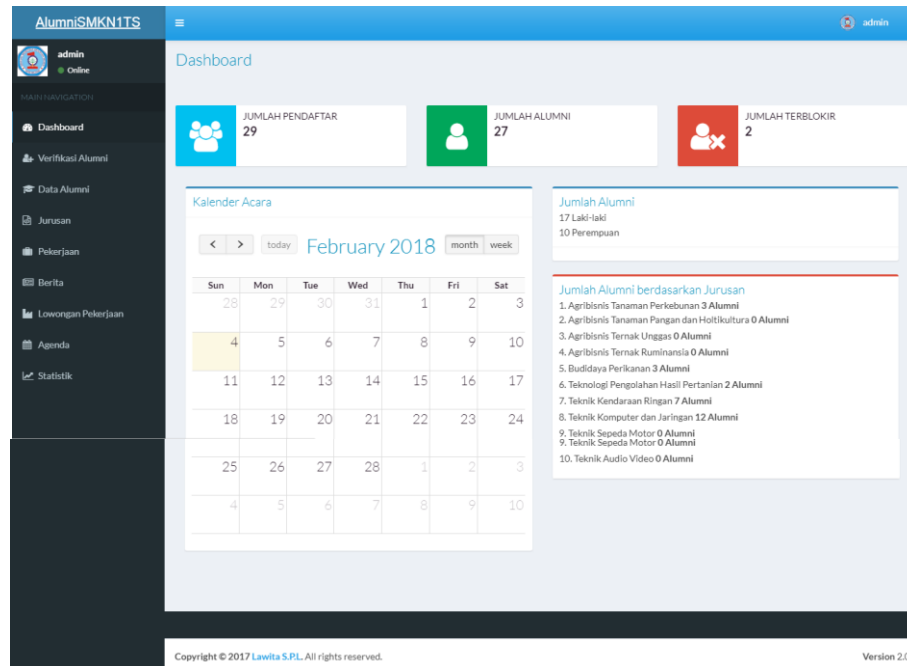 AlumniSMKN1TS
admin
admin
Online
MAIN NAVIGATION
Dashboard
Verifikasi Alumni
Data Alumni
Jurusan
Pekerjaan
Berita
Lowongan Pekerjaan
Agenda
Statistik
Dashboard
JUMLAH PENDAFTAR
29
JUMLAH ALUMNI
27
JUMLAH TERBLOKIR
2
Kalender Acara
today February 2018 month week
Sun Mon Tue Wed Thu Fri Sat
28 29 30 31 1 2 3
4 5 6 7 8 9 10
11 12 13 14 15 16 17
18 19 20 21 22 23 24
25 26 27 28 1 2 3
4 5 6 7 8 9 10
Jumlah Alumni
17 Laki-laki
10 Perempuan
Jumlah Alumni berdasarkan Jurusan
1. Agribisnis Tanaman Perkebunan 3 Alumni
2. Agribisnis Tanaman Pangan dan Holtikultura 0 Alumni
3. Agribisnis Ternak Unggas 0 Alumni
4. Agribisnis Ternak Ruminansia 0 Alumni
5. Budidaya Perikanan 3 Alumni
6. Teknologi Pengolahan Hasil Pertanian 2 Alumni
7. Teknik Kendaraan Ringan 7 Alumni
8. Teknik Komputer dan Jaringan 12 Alumni
9. Teknik Sepeda Motor 0 Alumni
9. Teknik Sepeda Motor 0 Alumni
10. Teknik Audio Video 0 Alumni
Copyright © 2017 Lawita S.P.L. All rights reserved.
Version 2.0